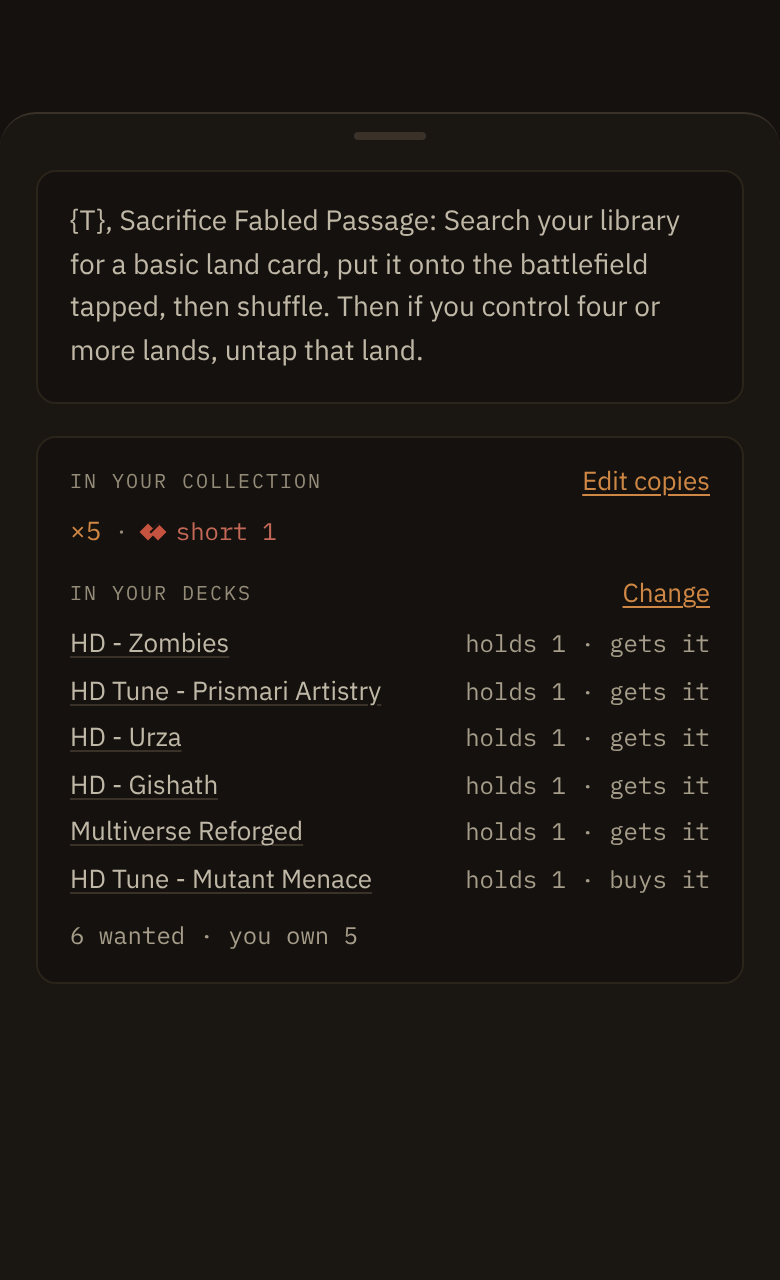 {T}, Sacrifice Fabled Passage: Search your library
for a basic land card, put it onto the battlefield
tapped, then shuffle. Then if you control four or
more lands, untap that land.
IN YOUR COLLECTION Edit copies
×5 · short 1
IN YOUR DECKS Change
HD - Zombies holds 1 · gets it
HD Tune - Prismari Artistry holds 1 · gets it
HD - Urza holds 1 · gets it
HD - Gishath holds 1 · gets it
Multiverse Reforged holds 1 · gets it
HD Tune - Mutant Menace holds 1 · buys it
6 wanted · you own 5